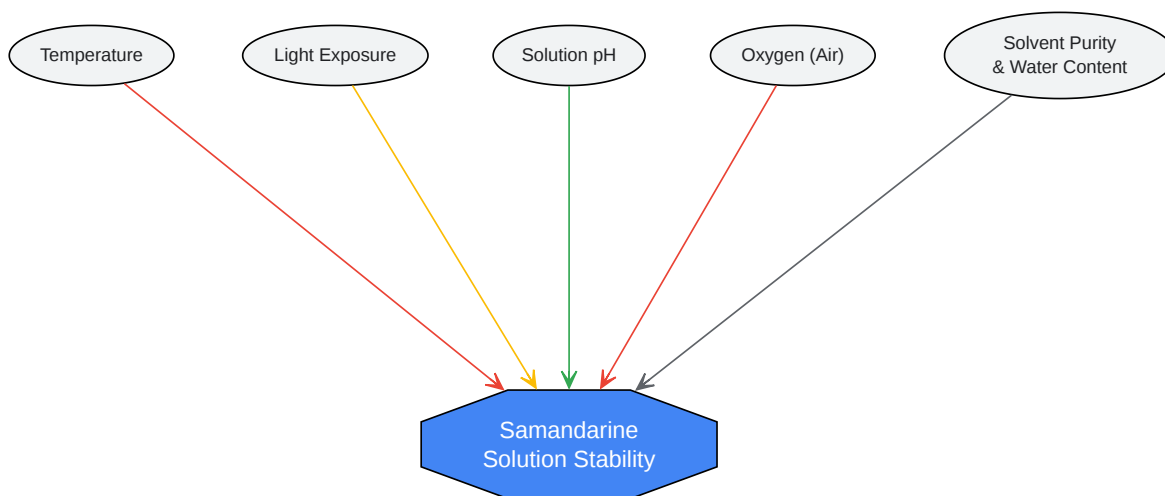 Temperature
Light Exposure
Solution pH
Oxygen (Air)
Solvent Purity
& Water Content
Samandarine
Solution Stability